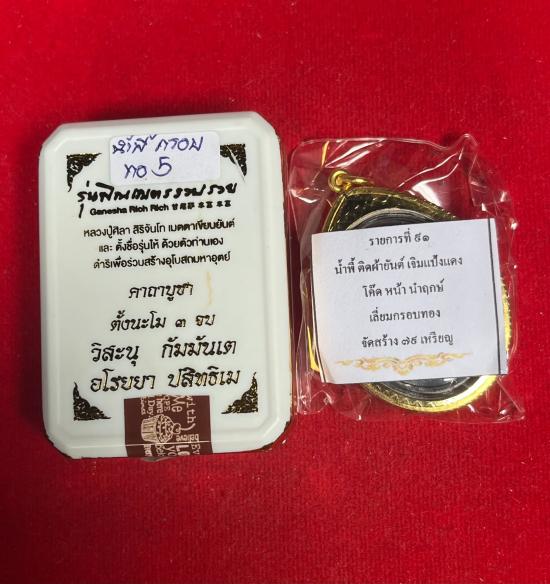 นำสี่ กรอบ
ทอง 5
รุ่นพิฆเนตรรวยรวย
Ganesha Rich Rich
หลวงปู่ศิลา สิริจันโท เมตตาเขียนยันต์
และ ตั้งชื่อรุ่นให้ ด้วยตัวท่านเอง
ดำริเพื่อร่วมสร้างอุโบสถมหาอุตย์
คาถาบูชา
ตั้งนะโม ๓ จบ
วิสะนุ กัมมันเต
อโรยยา ปสิทธิเม
รายการที่ ๙๑
น้ำพี้ ติดผ้ายันต์ เจิมแป้งแดง
โค๊ด หน้า นำฤกษ์
เลี่ยมกรอบทอง
จัดสร้าง ๗๙ เหรียญ